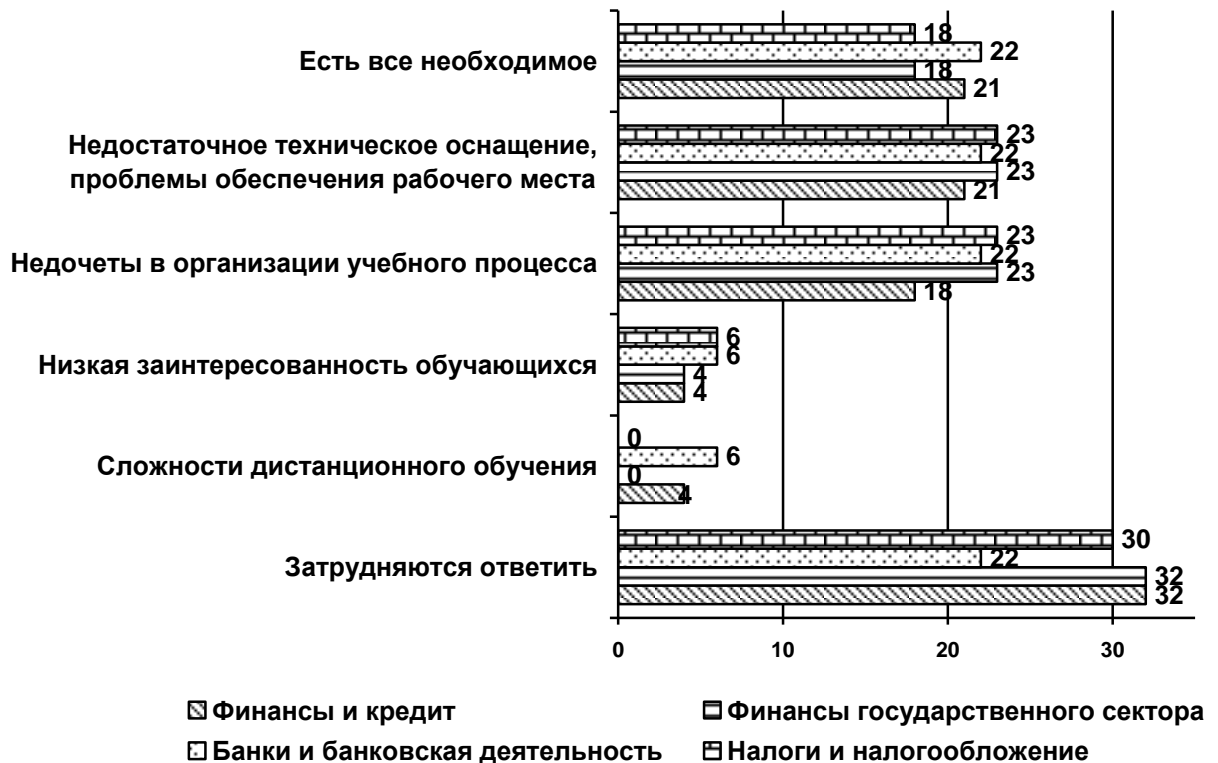 18
Есть все необходимое
22
18
21
Недостаточное техническое оснащение,
проблемы обеспечения рабочего места
23
22
23
21
Недочеты в организации учебного процесса
23
22
23
18
Низкая заинтересованность обучающихся
6
6
4
4
Сложности дистанционного обучения
0
6
0
4
Затрудняются ответить
30
22
32
32
0 10 20 30
Финансы и кредит Финансы государственного сектора
Банки и банковская деятельность Налоги и налогообложение